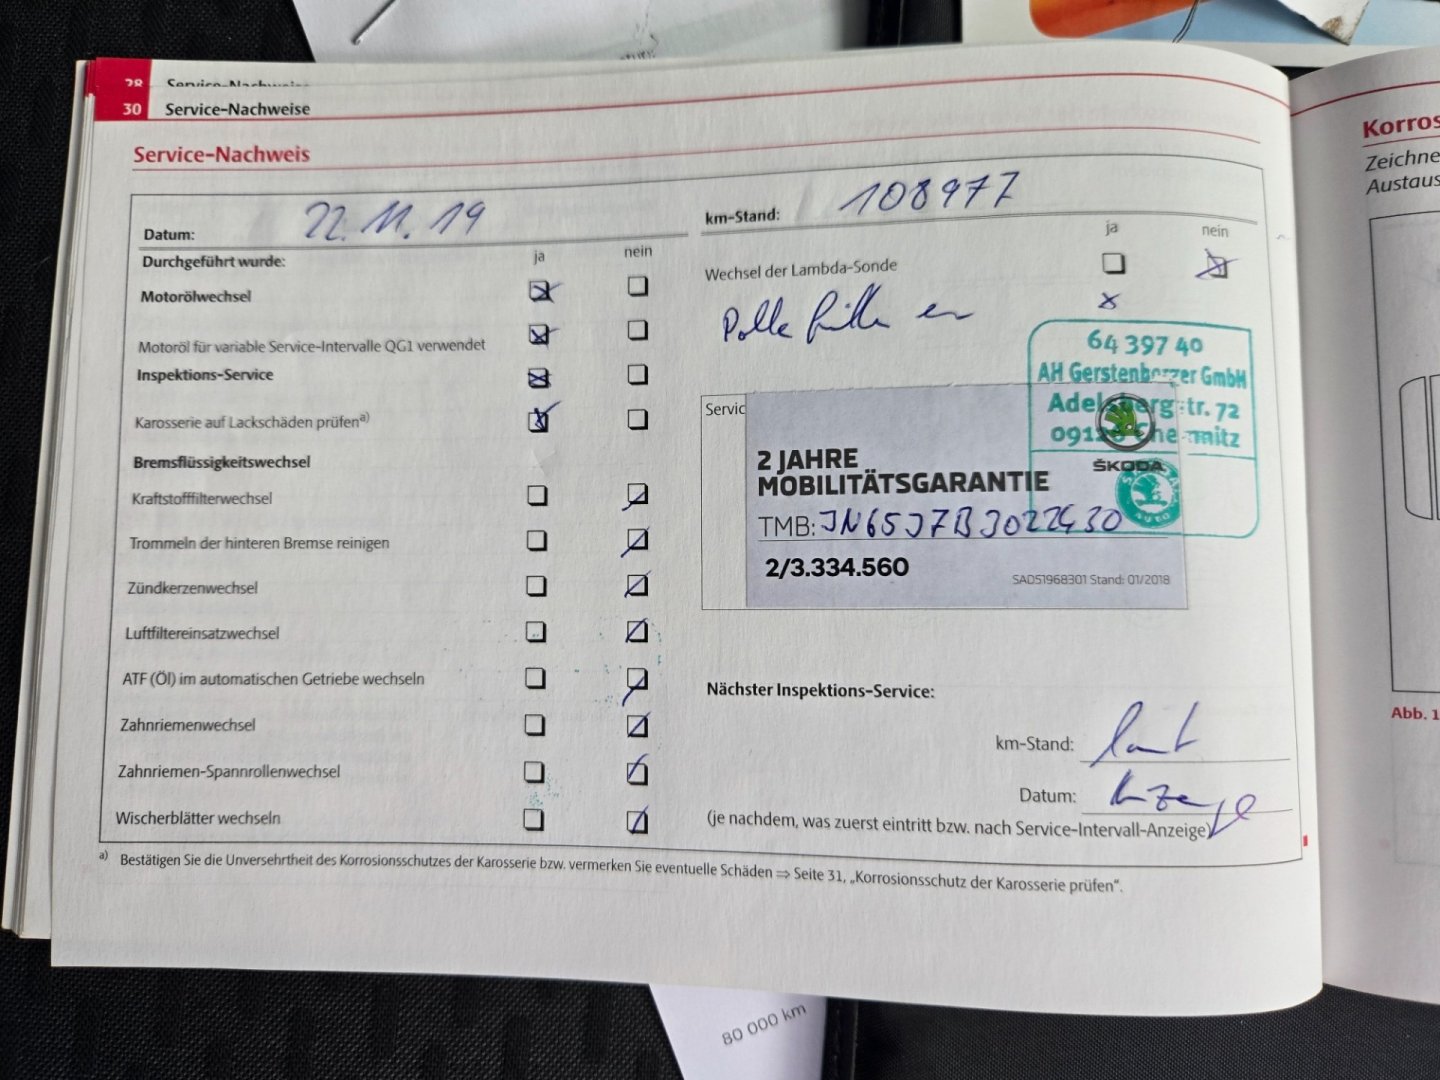 28 Service-Nachweise
30 Service-Nachweise
Service-Nachweis
Datum: 22.11.19
km-Stand: 108977
Durchgeführt wurde: ja nein
ja nein
Motorölwechsel
Wechsel der Lambda-Sonde
Motoröl für variable Service-Intervalle QG1 verwendet
Inspektions-Service
Karosserie auf Lackschäden prüfen a)
Bremsflüssigkeitswechsel
Kraftstofffilterwechsel
Trommeln der hinteren Bremse reinigen
Zündkerzenwechsel
Luftfiltereinsatzwechsel
ATF (Öl) im automatischen Getriebe wechseln
Zahnriemenwechsel
Zahnriemen-Spannrollenwechsel
Wischerblätter wechseln
64 397 40
AH Gerstenberger GmbH
Adelsbergstr. 72
Chemnitz
Servic
ŠKODA
2 JAHRE
MOBILITÄTSGARANTIE
TMB: JN65J7BJ022430
2/3.334.560
SAD51968301 Stand: 01/2018
Nächster Inspektions-Service:
km-Stand: laut
Datum: Anzeige
(je nachdem, was zuerst eintritt bzw. nach Service-Intervall-Anzeige)
a) Bestätigen Sie die Unversehrtheit des Korrosionsschutzes der Karosserie bzw. vermerken Sie eventuelle Schäden ⇒ Seite 31, „Korrosionsschutz der Karosserie prüfen“.
Korros
Zeichne
Austaus
Abb. 1
80 000 km